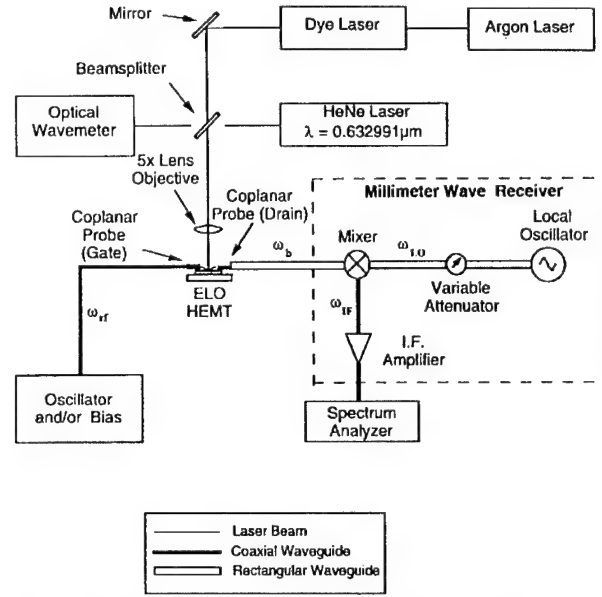 Mirror
Dye Laser
Argon Laser
Beamsplitter
Optical
Wavemeter
HeNe Laser
λ = 0.632991μm
5x Lens
Objective
Coplanar
Probe (Drain)
Millimeter Wave Receiver
Coplanar
Probe
(Gate)
Mixer
Local
Oscillator
ω_b
ω_LO
ELO
HEMT
Variable
Attenuator
ω_rf
ω_IF
I.F.
Amplifier
Oscillator
and/or Bias
Spectrum
Analyzer
Laser Beam
Coaxial Waveguide
Rectangular Waveguide